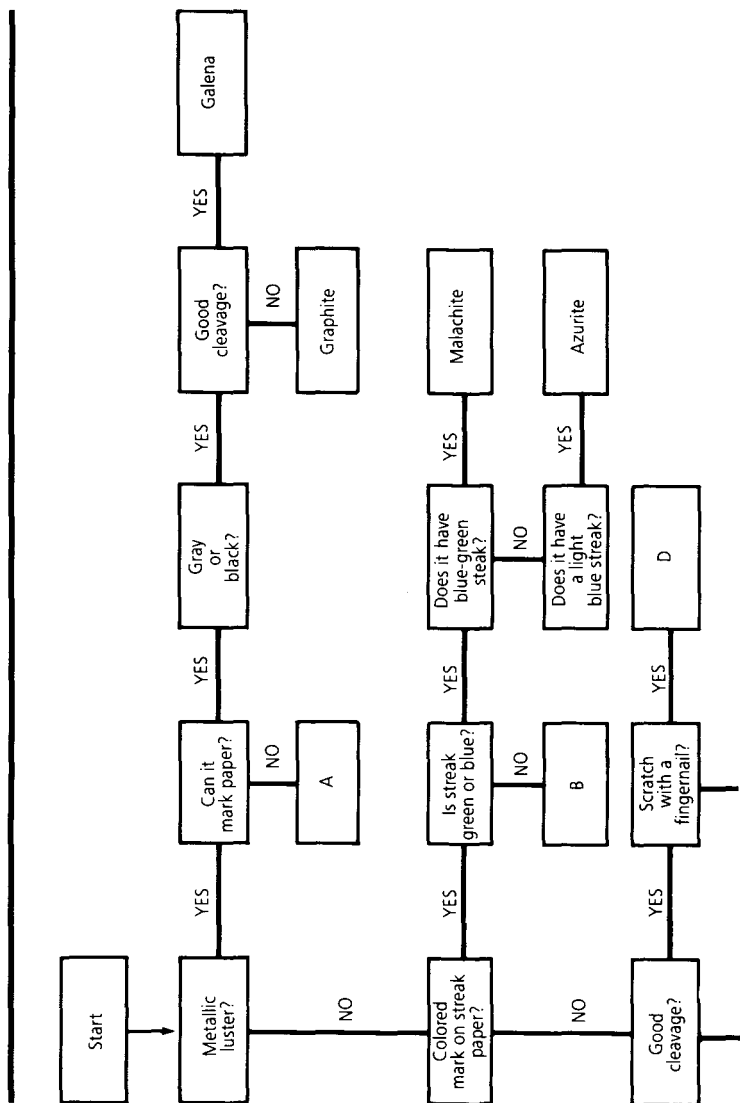 Start
Metallic
luster?
YES
Can it
mark paper?
YES
Gray
or
black?
YES
Good
cleavage?
YES
Galena
NO
A
NO
Graphite
NO
Colored
mark on streak
paper?
YES
Is streak
green or blue?
YES
Does it have
blue-green
steak?
YES
Malachite
NO
B
NO
Does it have
a light
blue streak?
YES
Azurite
NO
Good
cleavage?
YES
Scratch
with a
fingernail?
YES
D